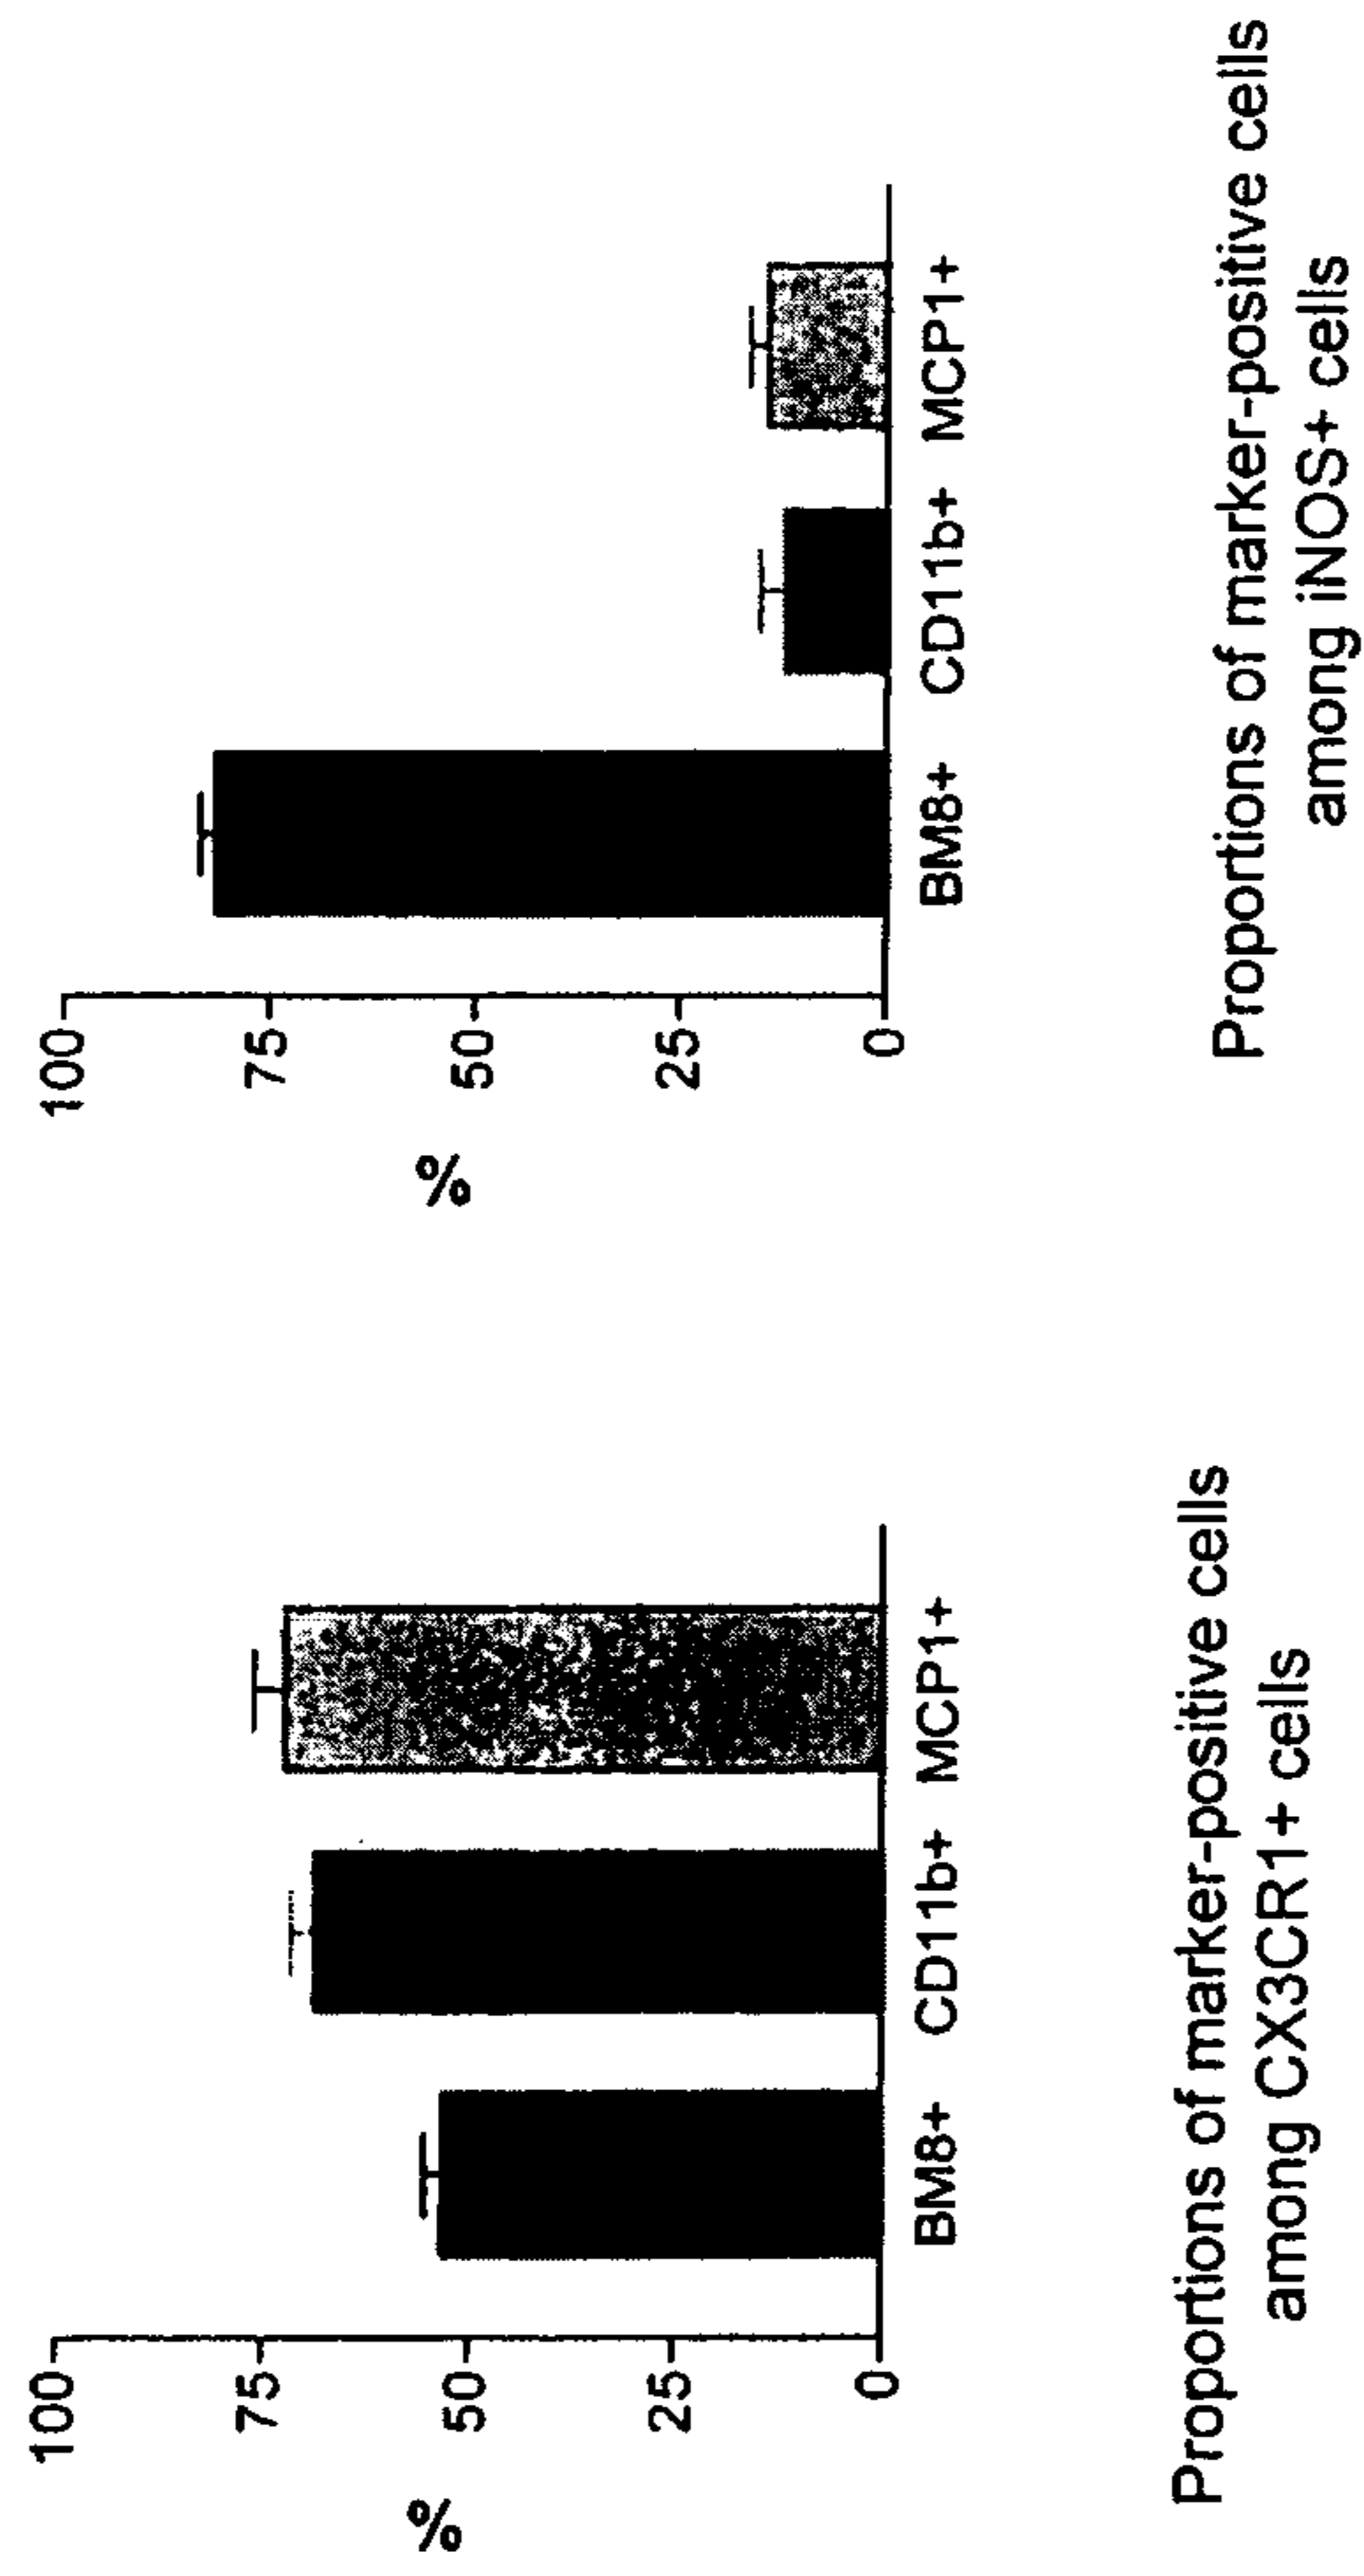 100
75
50
25
0
%
BM8+ CD11b+ MCP1+
Proportions of marker-positive cells
among CX3CR1+ cells
100
75
50
25
0
%
BM8+ CD11b+ MCP1+
Proportions of marker-positive cells
among iNOS+ cells